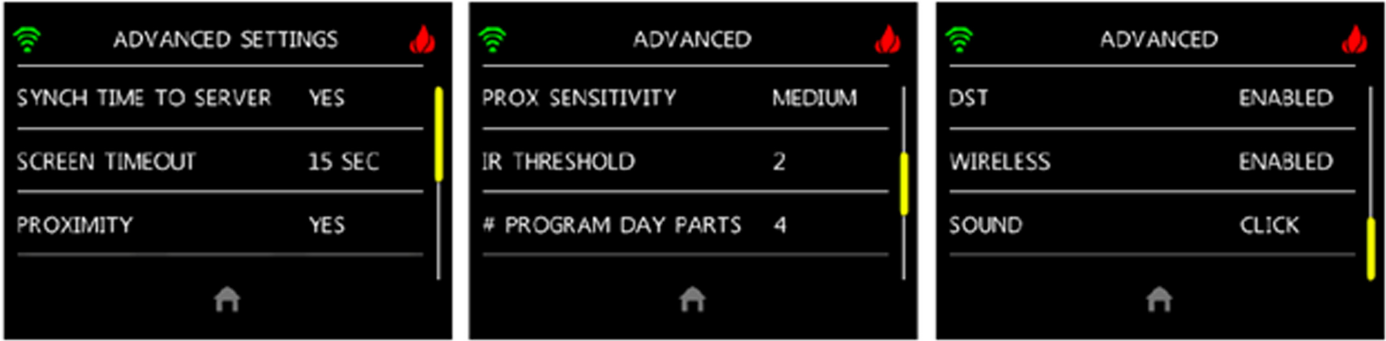 ADVANCED SETTINGS
SYNCH TIME TO SERVER YES
SCREEN TIMEOUT 15 SEC
PROXIMITY YES
ADVANCED
PROX SENSITIVITY MEDIUM
IR THRESHOLD 2
# PROGRAM DAY PARTS 4
ADVANCED
DST ENABLED
WIRELESS ENABLED
SOUND CLICK